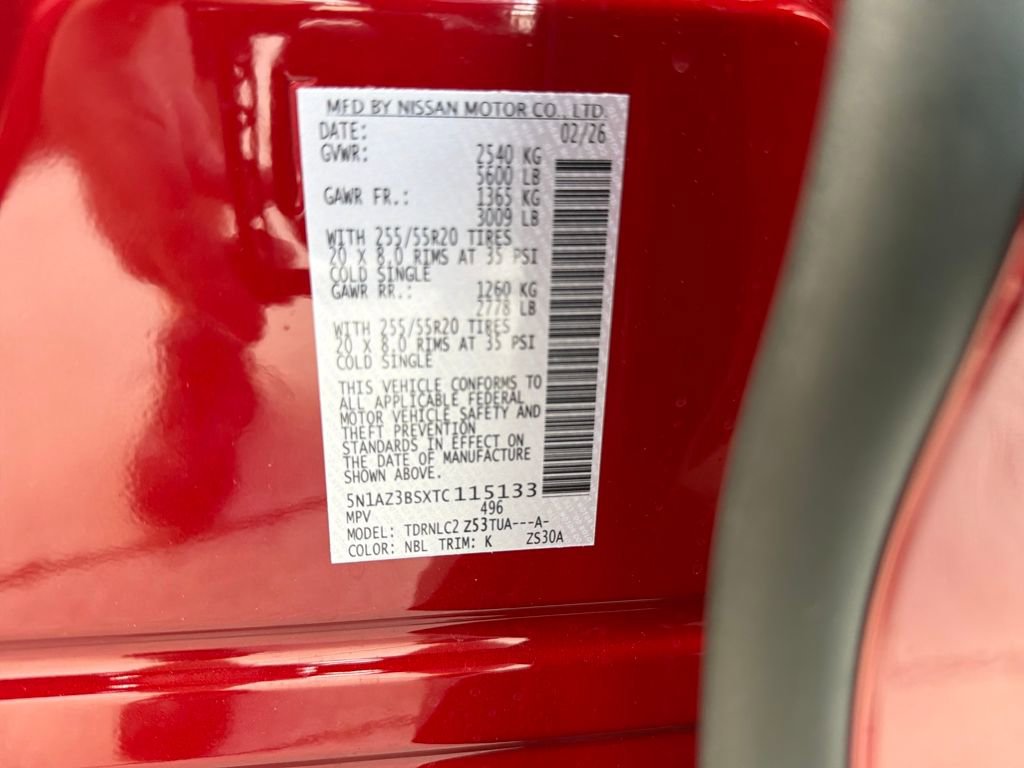 MFD BY NISSAN MOTOR CO., LTD.
DATE: 02/26
GVWR: 2540 KG
5600 LB
GAWR FR.: 1365 KG
3009 LB
WITH 255/55R20 TIRES
20 X 8.0 RIMS AT 35 PSI
COLD SINGLE
GAWR RR.: 1260 KG
2778 LB
WITH 255/55R20 TIRES
20 X 8.0 RIMS AT 35 PSI
COLD SINGLE
THIS VEHICLE CONFORMS TO
ALL APPLICABLE FEDERAL
MOTOR VEHICLE SAFETY AND
THEFT PREVENTION
STANDARDS IN EFFECT ON
THE DATE OF MANUFACTURE
SHOWN ABOVE.
5N1AZ3BSXTC115133
MPV 496
MODEL: TDRNLC2 Z53TUA---A-
COLOR: NBL TRIM: K ZS30A